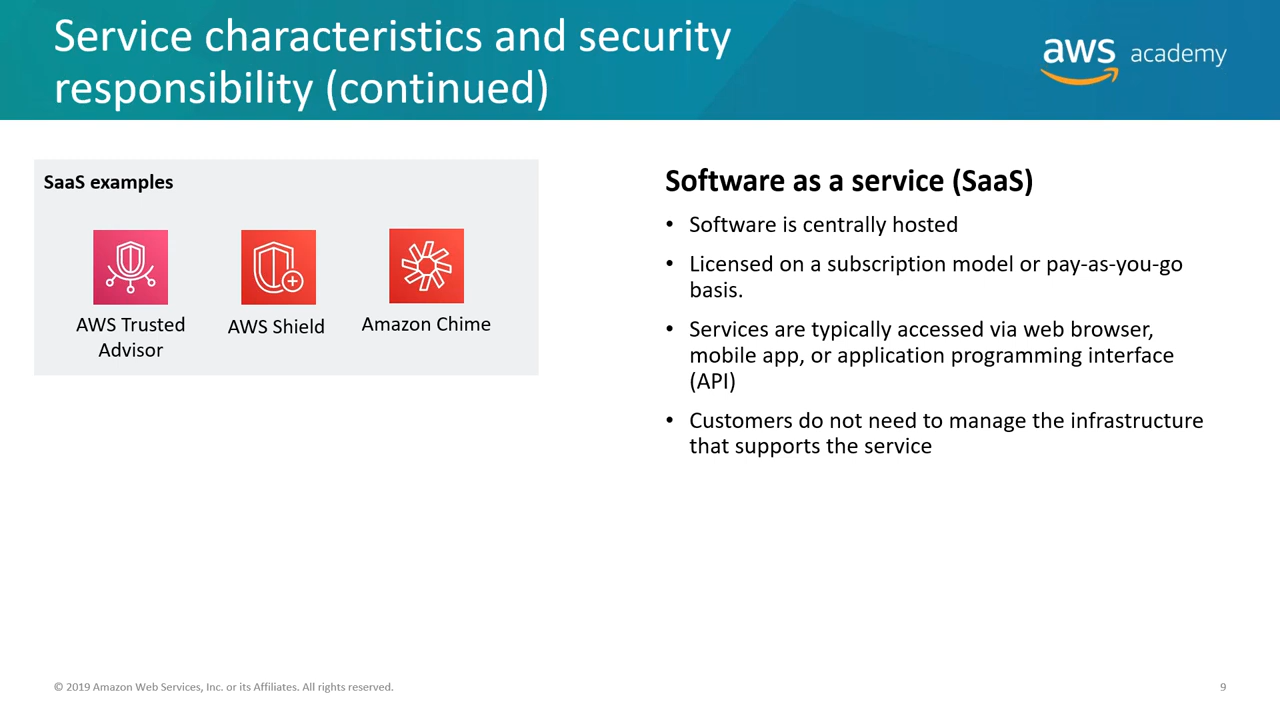 Service characteristics and security
responsibility (continued)
aws academy
SaaS examples
AWS Trusted
Advisor
AWS Shield
Amazon Chime
Software as a service (SaaS)
• Software is centrally hosted
• Licensed on a subscription model or pay-as-you-go
basis.
• Services are typically accessed via web browser,
mobile app, or application programming interface
(API)
• Customers do not need to manage the infrastructure
that supports the service
© 2019 Amazon Web Services, Inc. or its Affiliates. All rights reserved.
9